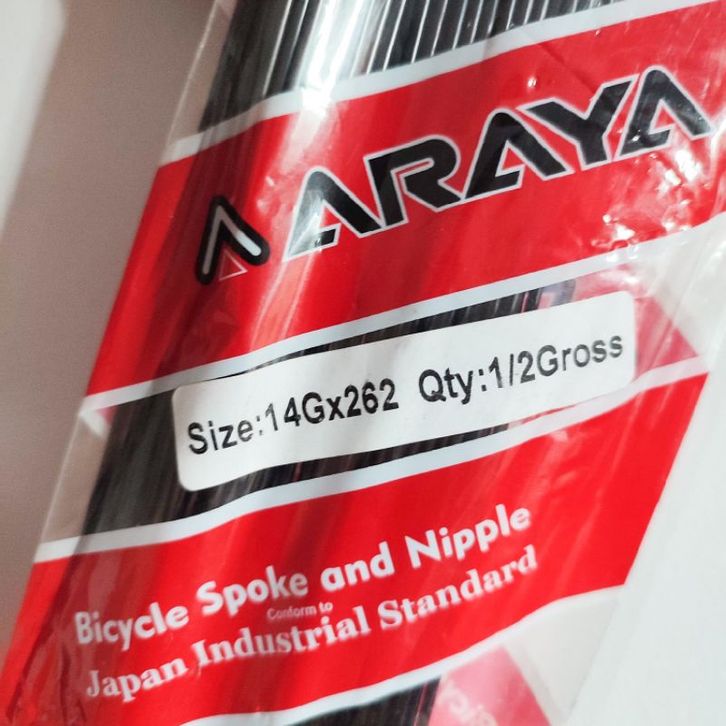 ARAYA
Size:14Gx262 Qty:1/2Gross
Bicycle Spoke and Nipple
Conform to
Japan Industrial Standard